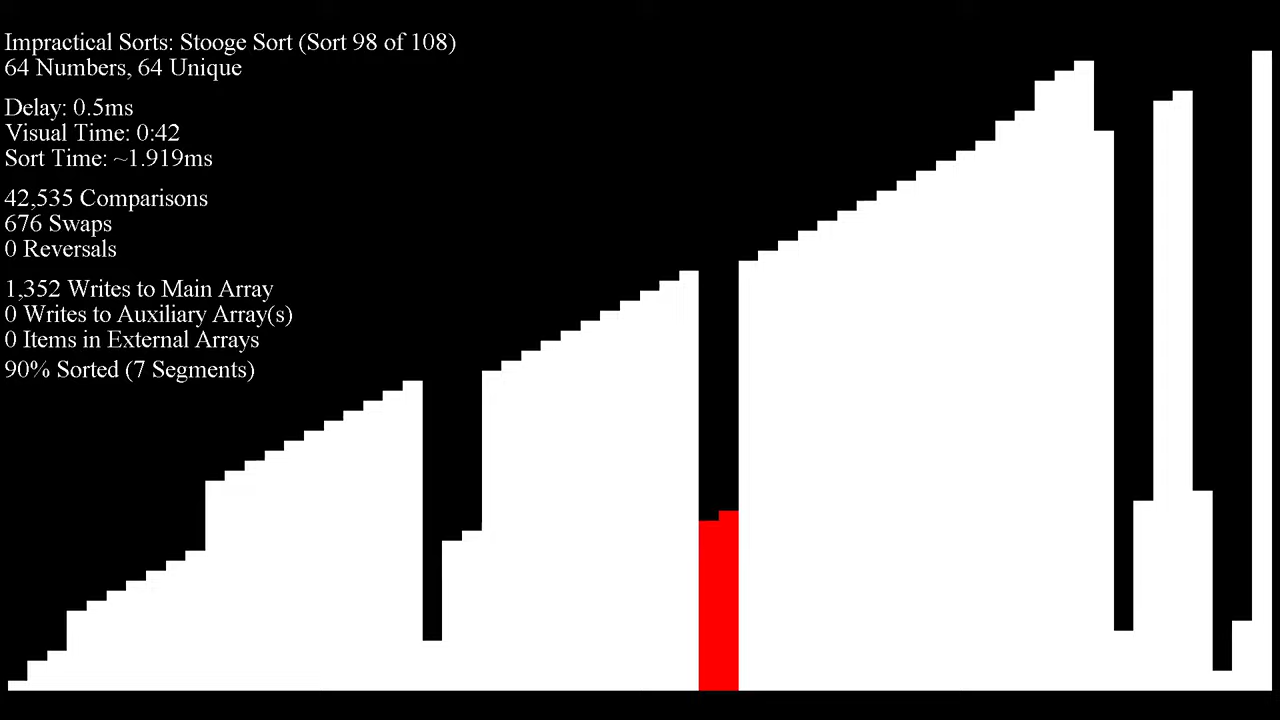 Impractical Sorts: Stooge Sort (Sort 98 of 108)
64 Numbers, 64 Unique
Delay: 0.5ms
Visual Time: 0:42
Sort Time: ~1.919ms
42,535 Comparisons
676 Swaps
0 Reversals
1,352 Writes to Main Array
0 Writes to Auxiliary Array(s)
0 Items in External Arrays
90% Sorted (7 Segments)